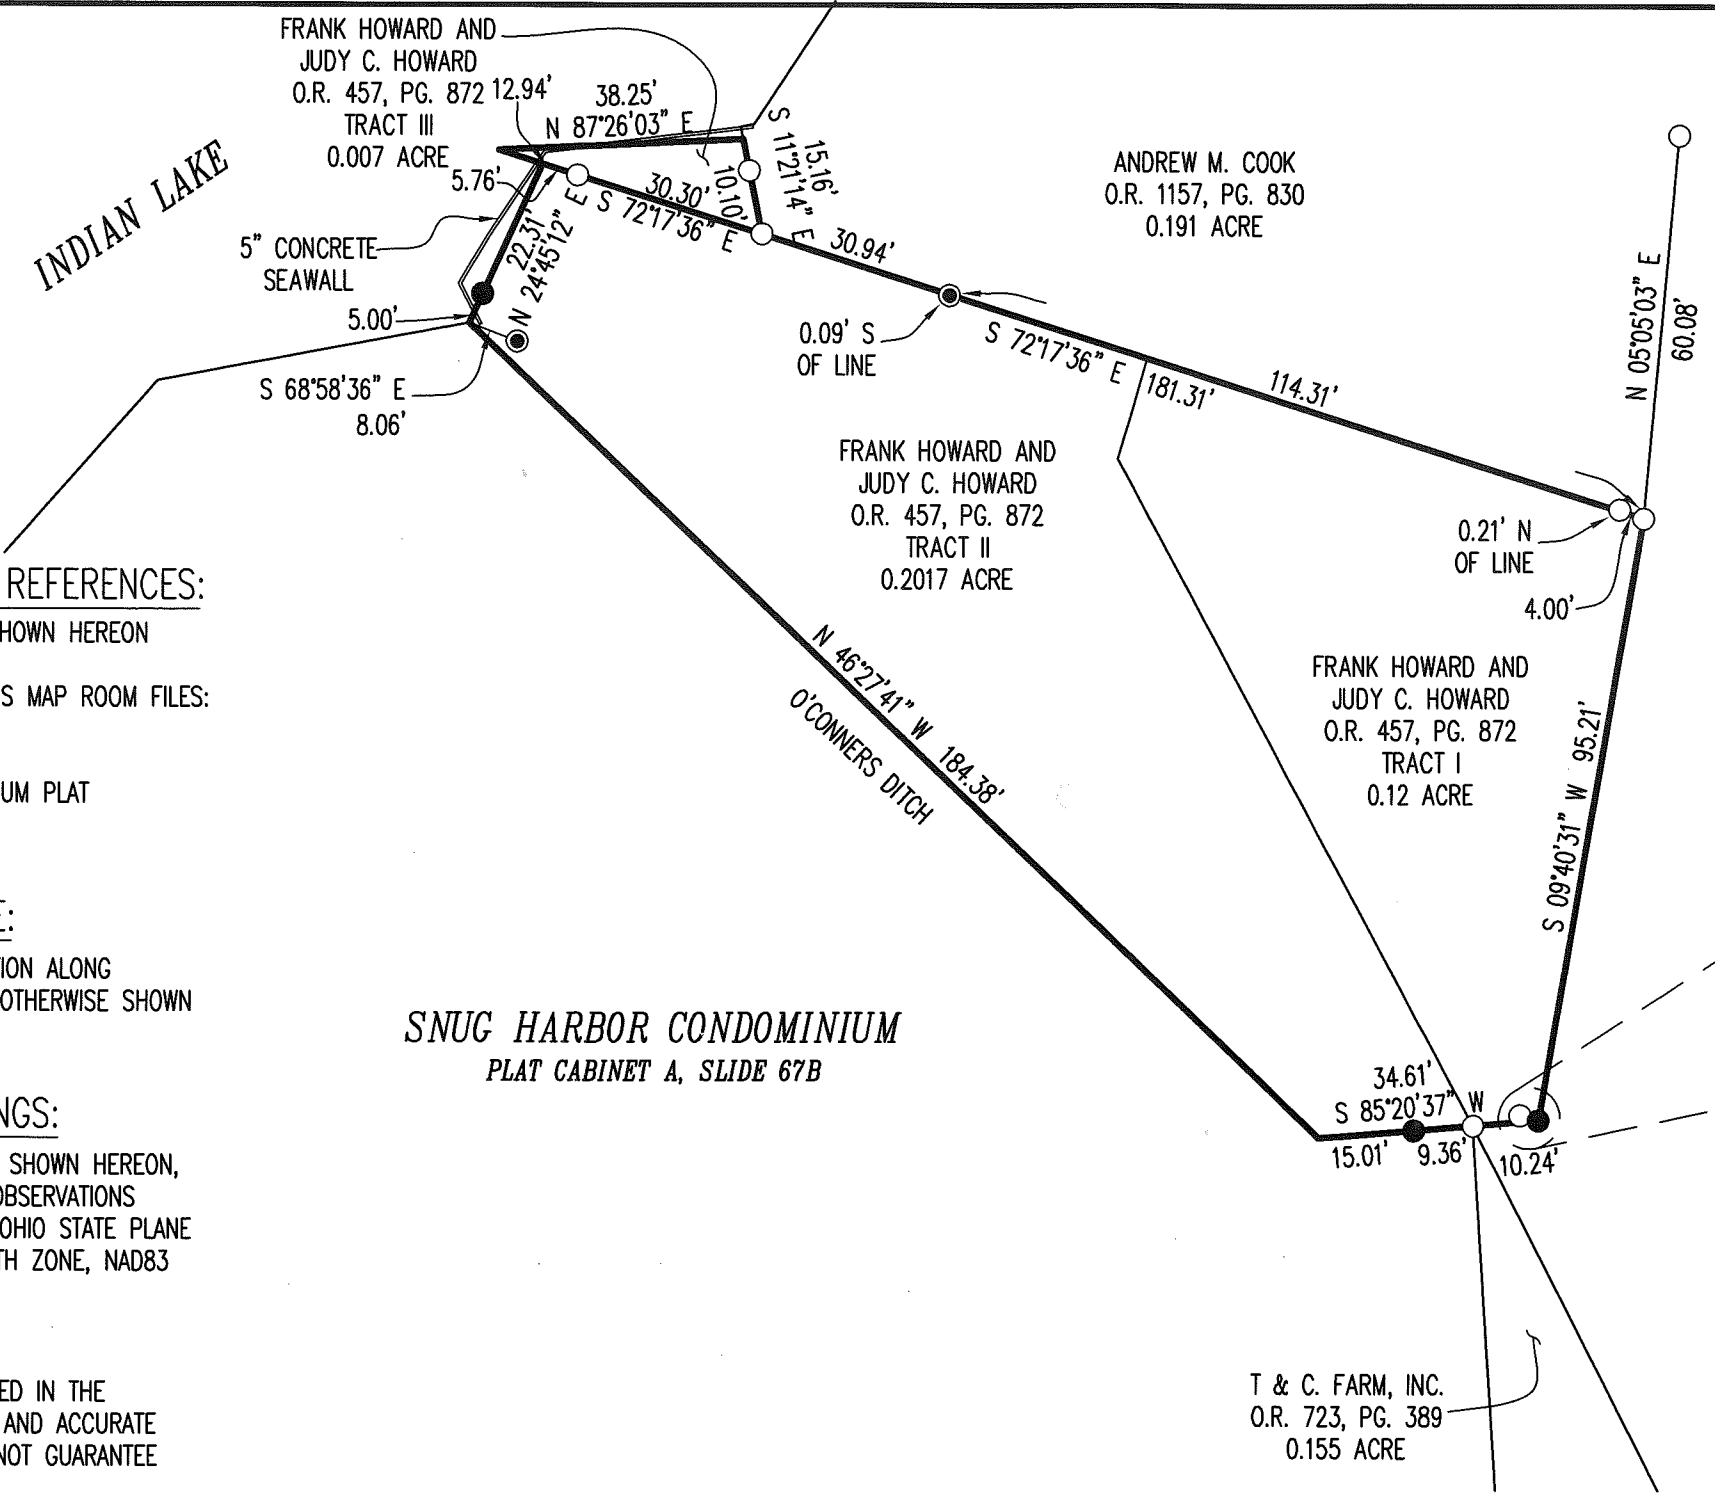 FRANK HOWARD AND
JUDY C. HOWARD
O.R. 457, PG. 872
TRACT III
0.007 ACRE
12.94'
38.25'
N 87°26'03" E
S 11°21'14" E
15.16'
10.10'
5.76'
30.30'
S 72°17'36" E
22.31'
N 24°45'12" E
INDIAN LAKE
5" CONCRETE
SEAWALL
5.00'
S 68°58'36" E
8.06'
30.94'
0.09' S
OF LINE
S 72°17'36" E
181.31'
114.31'
ANDREW M. COOK
O.R. 1157, PG. 830
0.191 ACRE
N 05°05'03" E
60.08'
0.21' N
OF LINE
4.00'
FRANK HOWARD AND
JUDY C. HOWARD
O.R. 457, PG. 872
TRACT II
0.2017 ACRE
FRANK HOWARD AND
JUDY C. HOWARD
O.R. 457, PG. 872
TRACT I
0.12 ACRE
S 09°40'31" W 95.21'
N 46°27'41" W 184.38'
O'CONNERS DITCH
REFERENCES:
HOWN HEREON
S MAP ROOM FILES:
UM PLAT
E:
TION ALONG
OTHERWISE SHOWN
NGS:
SHOWN HEREON,
OBSERVATIONS
OHIO STATE PLANE
TH ZONE, NAD83
ED IN THE
AND ACCURATE
NOT GUARANTEE
SNUG HARBOR CONDOMINIUM
PLAT CABINET A, SLIDE 67B
34.61'
S 85°20'37" W
15.01'
9.36'
10.24'
T & C. FARM, INC.
O.R. 723, PG. 389
0.155 ACRE